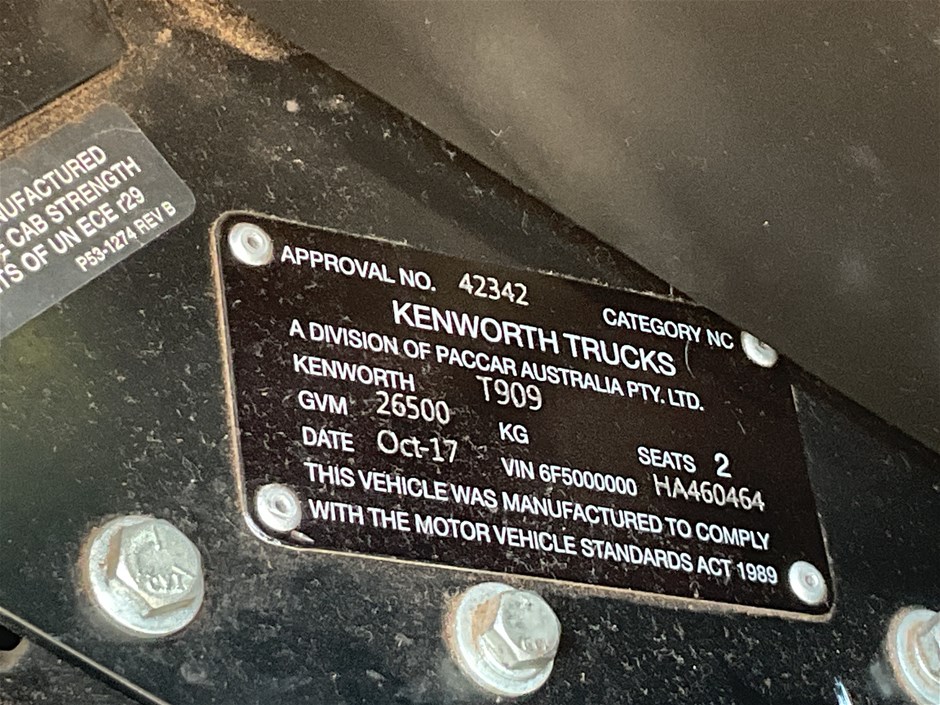 NUFACTURED
F CAB STRENGTH
TS OF UN ECE r29
P53-1274 REV B
APPROVAL NO. 42342
CATEGORY NC
KENWORTH TRUCKS
A DIVISION OF PACCAR AUSTRALIA PTY. LTD.
KENWORTH T909
GVM 26500 KG
SEATS 2
DATE Oct-17
VIN 6F5000000 HA460464
THIS VEHICLE WAS MANUFACTURED TO COMPLY
WITH THE MOTOR VEHICLE STANDARDS ACT 1989